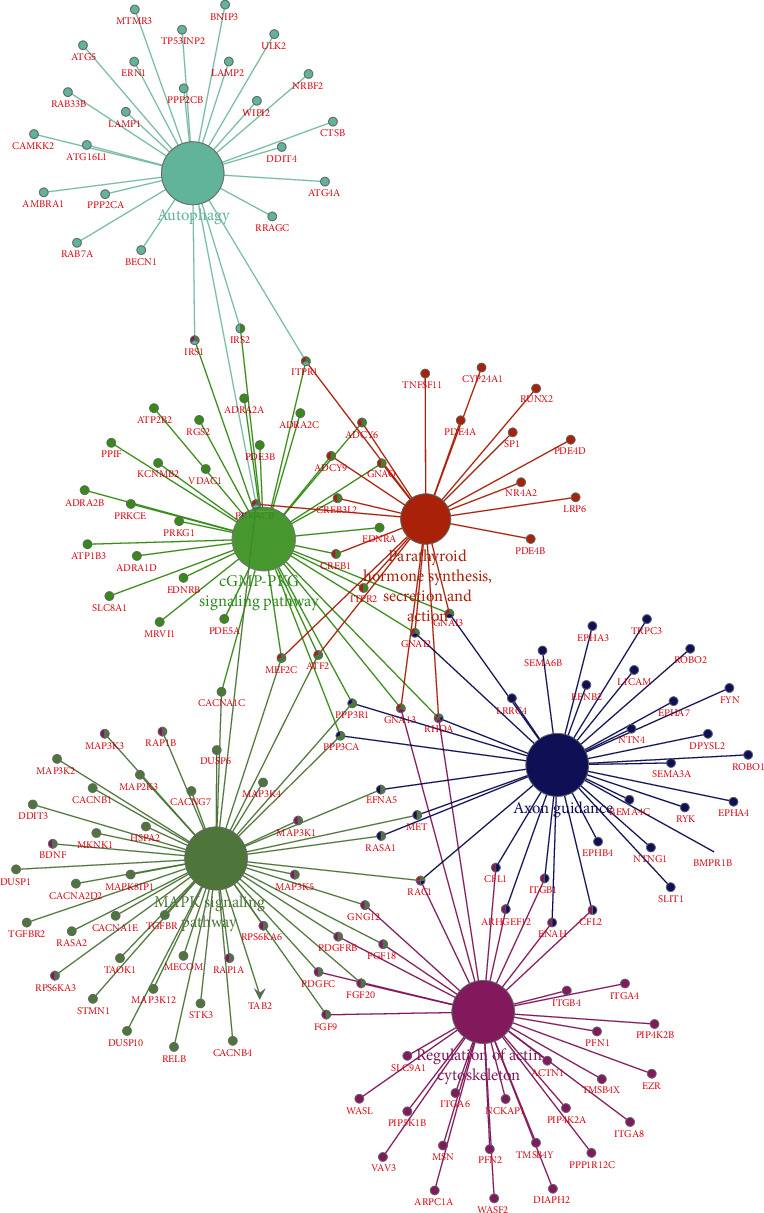 BNIP3
MTMR3
TP53INP2
ULK2
ATG5
ERN1
LAMP2
NRBF2
RAB33B
PPP2CB
WIPI2
LAMP1
CTSB
CAMKK2
ATG16L1
DDIT4
ATG4A
AMBRA1
PPP2CA
Autophagy
RRAGC
RAB7A
BECN1
IRS1
IRS2
ITPR1
TNFSF11
CYP24A1
RUNX2
ADRA2A
ADRA2C
ATP2B2
RGS2
ADCY6
PDE4A
SP1
PDE4D
PPIF
PDE3B
KCNMB2
VDAC1
ADCY9
NR4A2
LRP6
ADRA2B
PRKCE
CREB3L2
PRKG1
EDNRA
PDE4B
ATP1B3
ADRA1D
CREB1
Parathyroid
hormone synthesis,
secretion and
action
cGMP-PKG
signaling pathway
EDNRB
ITPR2
SLC8A1
MRVI1
PDE5A
GNAI3
GNAI2
EPHA3
TRPC3
SEMA6B
ROBO2
MEF2C
ATF2
L1CAM
EFNB2
FYN
CACNA1C
LRRC4
EPHA7
PPP3R1
GNA13
RHOA
NTN4
DPYSL2
MAP3K3
RAP1B
PPP3CA
DUSP6
ROBO1
MAP3K2
SEMA3A
MAP2K3
MAP3K4
CACNB1
CACNG7
EFNA5
Axon guidance
SEMA4C
RYK
EPHA4
DDIT3
MET
HSPA2
MAP3K1
MKNK1
RASA1
EPHB4
NTNG1
BMPR1B
BDNF
DUSP1
MAPK8IP1
MAP3K5
RAC1
CFL1
ITGB1
CACNA2D2
SLIT1
MAPK signaling
pathway
GNG12
TGFBR2
CACNA1E
TGFBR
ARHGEF12
CFL2
RASA2
RPS6KA6
ENAH
PDGFRB
FGF18
TAOK1
MECOM
RAP1A
RPS6KA3
PDGFC
FGF20
ITGB4
ITGA4
MAP3K12
TAB2
STMN1
STK3
FGF9
PIP4K2B
PFN1
DUSP10
RELB
CACNB4
Regulation of actin
cytoskeleton
SLC9A1
ACTN1
EZR
TMSB4X
WASL
ITGA6
NCKAP1
PIP5K1B
PIP4K2A
ITGA8
MSN
PFN2
TMSB4Y
VAV3
PPP1R12C
ARPC1A
WASF2
DIAPH2